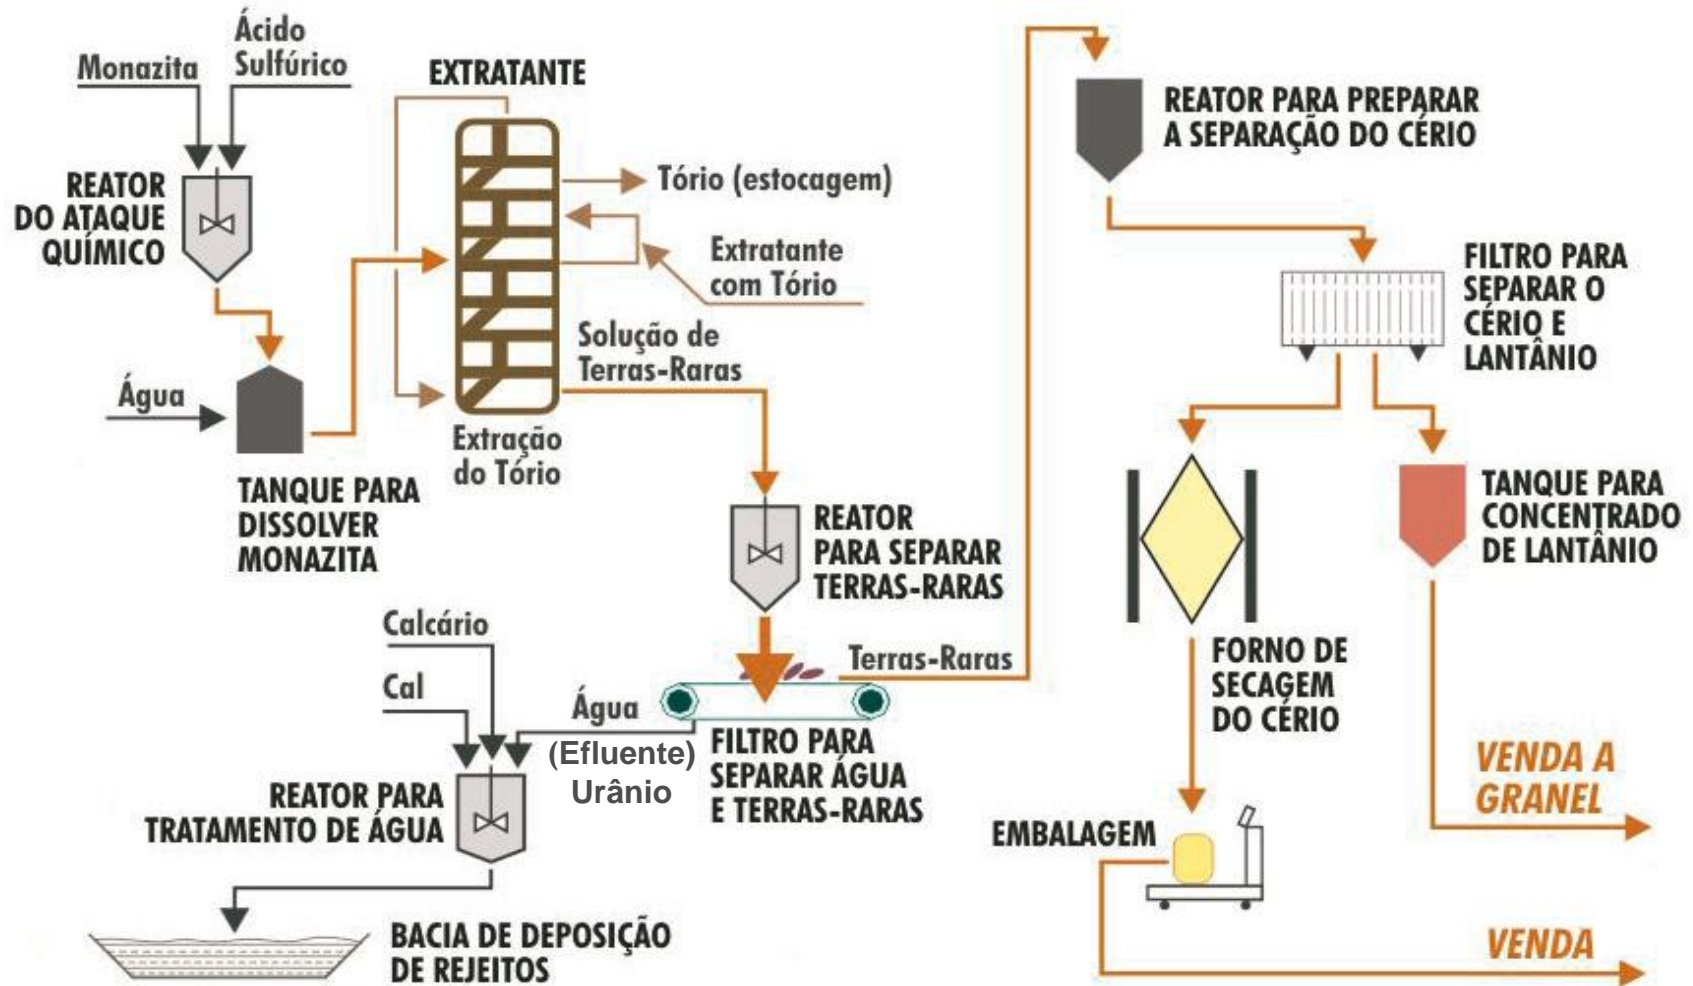 Monazita
Ácido
Sulfúrico
REATOR
DO ATAQUE
QUÍMICO
Água
TANQUE PARA
DISSOLVER
MONAZITA
EXTRATANTE
Tório (estocagem)
Extratante
com Tório
Solução de
Terras-Raras
Extração
do Tório
REATOR
PARA SEPARAR
TERRAS-RARAS
Terras-Raras
FILTRO PARA
SEPARAR ÁGUA
E TERRAS-RARAS
Água
(Efluente)
Urânio
Calcário
Cal
REATOR PARA
TRATAMENTO DE ÁGUA
BACIA DE DEPOSIÇÃO
DE REJEITOS
REATOR PARA PREPARAR
A SEPARAÇÃO DO CÉRIO
FILTRO PARA
SEPARAR O
CÉRIO E
LANTÂNIO
TANQUE PARA
CONCENTRADO
DE LANTÂNIO
FORNO DE
SECAGEM
DO CÉRIO
EMBALAGEM
VENDA A
GRANEL
VENDA